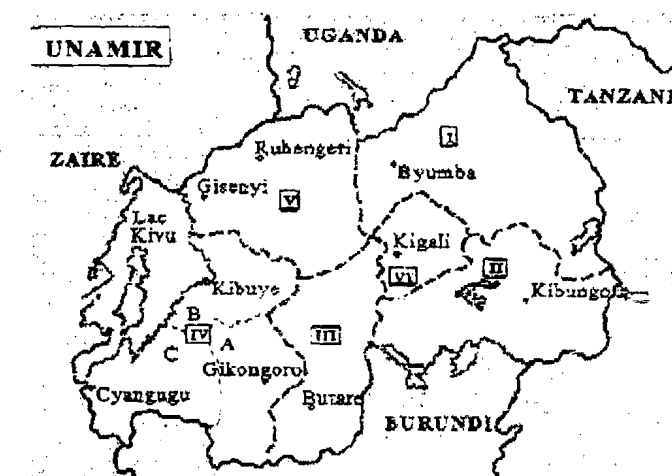 UNAMIR
UGANDA
TANZANI
ZAIRE
I
Ruhengeri
Byumba
Gisenyi
V
Lac
Kivu
Kigali
VI
II
Kibuye
Kibungo
B
IV
A
III
C
Gikongoro
Cyangugu
Butare
BURUNDI